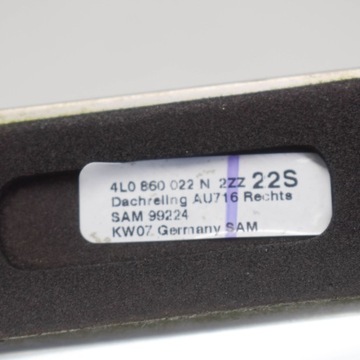 4L0 860 022 N 2ZZ 22S
Dachreling AU716 Rechts
SAM 99224
KW07 Germany SAM